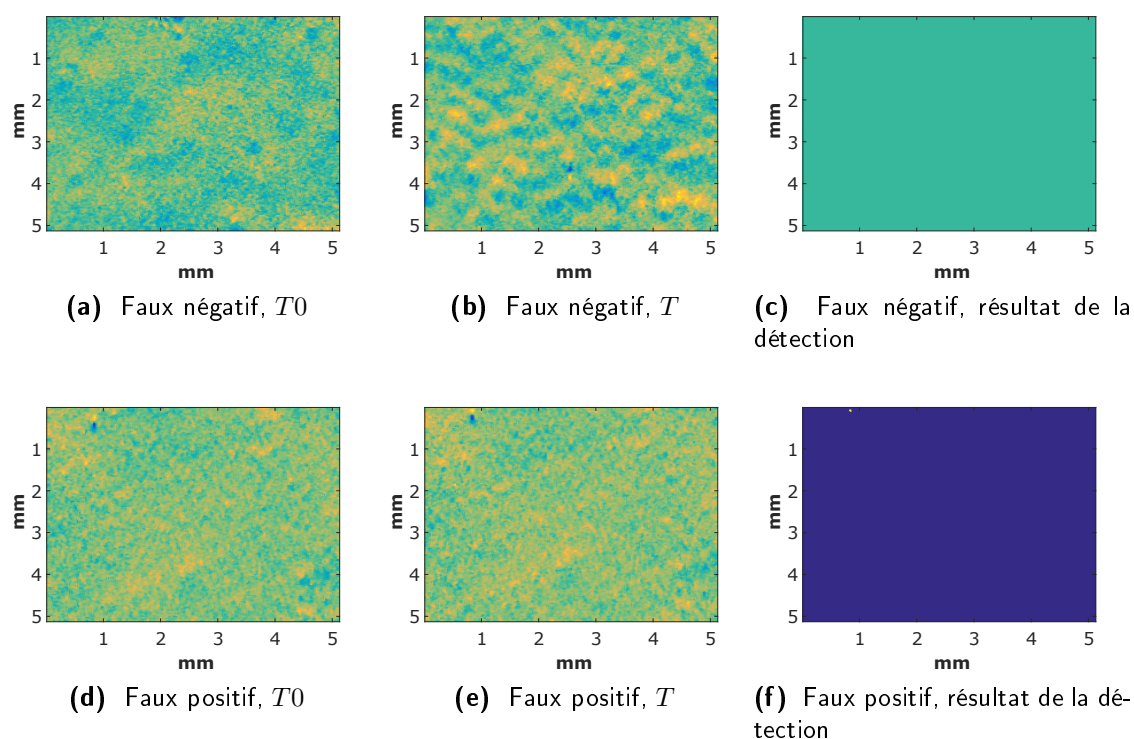 1
2
3
4
5
mm
1 2 3 4 5
mm
(a) Faux négatif, T0
1
2
3
4
5
mm
1 2 3 4 5
mm
(b) Faux négatif, T
1
2
3
4
5
mm
1 2 3 4 5
mm
(c) Faux négatif, résultat de la
détection
1
2
3
4
5
mm
1 2 3 4 5
mm
(d) Faux positif, T0
1
2
3
4
5
mm
1 2 3 4 5
mm
(e) Faux positif, T
1
2
3
4
5
mm
1 2 3 4 5
mm
(f) Faux positif, résultat de la dé-
tection